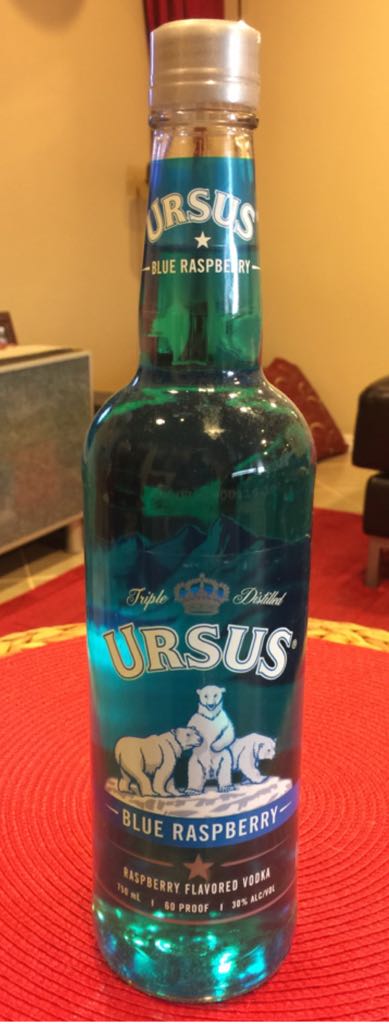 URSUS
BLUE RASPBERRY
Triple Distilled
URSUS®
BLUE RASPBERRY
RASPBERRY FLAVORED VODKA
750 mL | 60 PROOF | 30% ALC/VOL